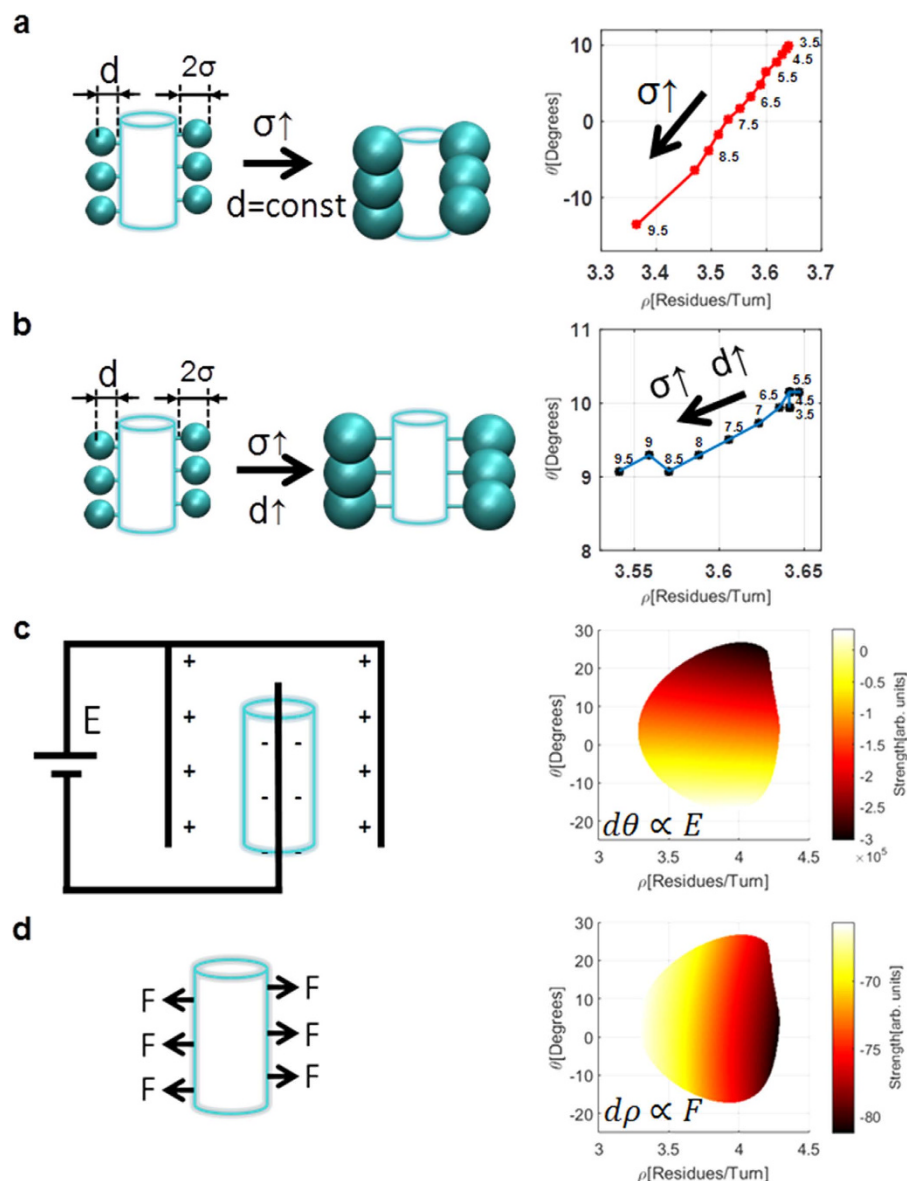 a
d
2σ
σ↑
d=const
σ↑
θ[Degrees]
10
0
-10
3.5
4.5
5.5
6.5
7.5
8.5
9.5
3.3 3.4 3.5 3.6 3.7
ρ[Residues/Turn]
b
d
2σ
σ↑
d↑
σ↑ d↑
θ[Degrees]
11
10
9
8
5.5
4.5
3.5
6.5
7
7.5
8
8.5
9
9.5
3.55 3.6 3.65
ρ[Residues/Turn]
c
E
+ +
+ +
+ +
+ +
- -
- -
- -
θ[Degrees]
30
20
10
0
-10
-20
dθ ∝ E
3 3.5 4 4.5
ρ[Residues/Turn]
0
-0.5
-1
-1.5
-2
-2.5
-3
×10⁵
Strength[arb. units]
d
F F
F F
F F
θ[Degrees]
30
20
10
0
-10
-20
dρ ∝ F
3 3.5 4 4.5
ρ[Residues/Turn]
-70
-75
-80
Strength[arb. units]